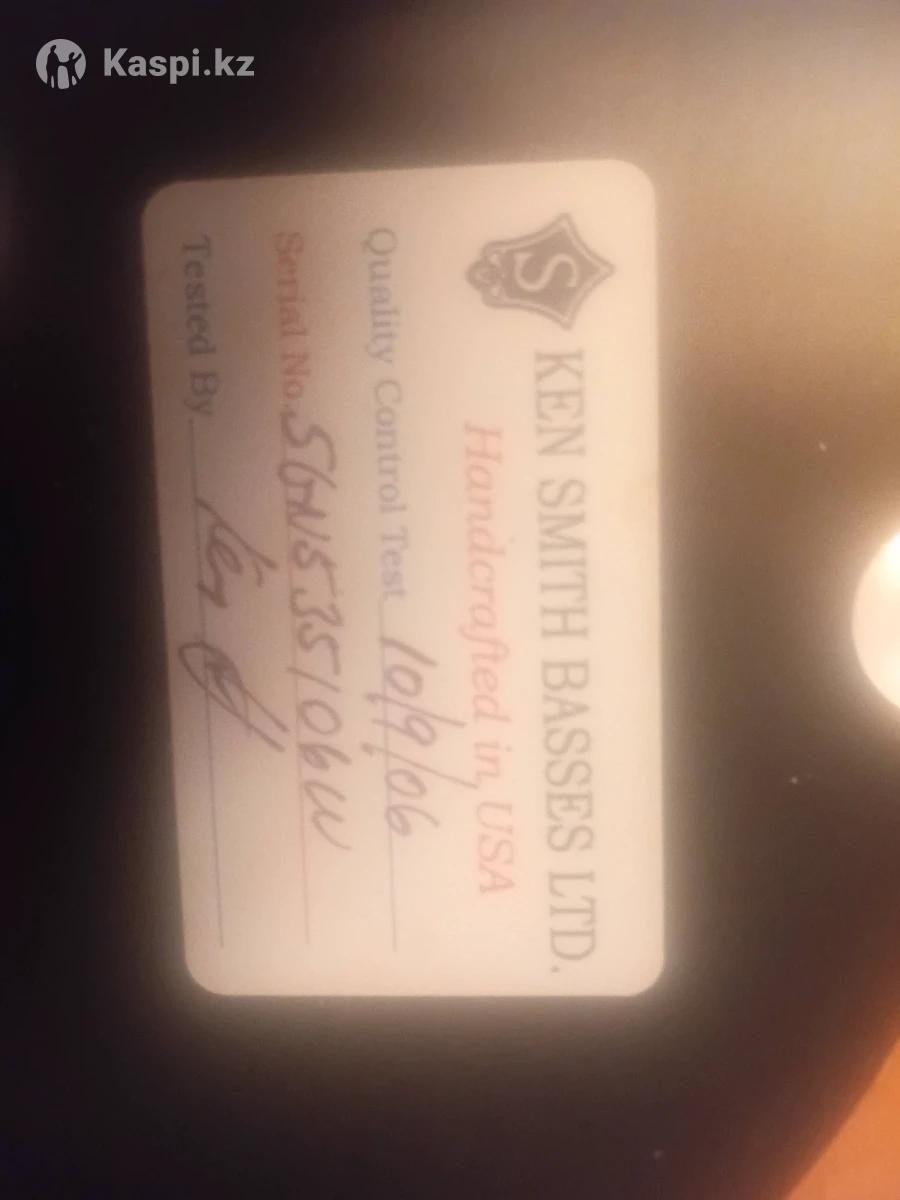 Kaspi.kz
S
KEN SMITH BASSES LTD.
Handcrafted in USA
Quality Control Test 10/9/06
Serial No.
Tested By Ken